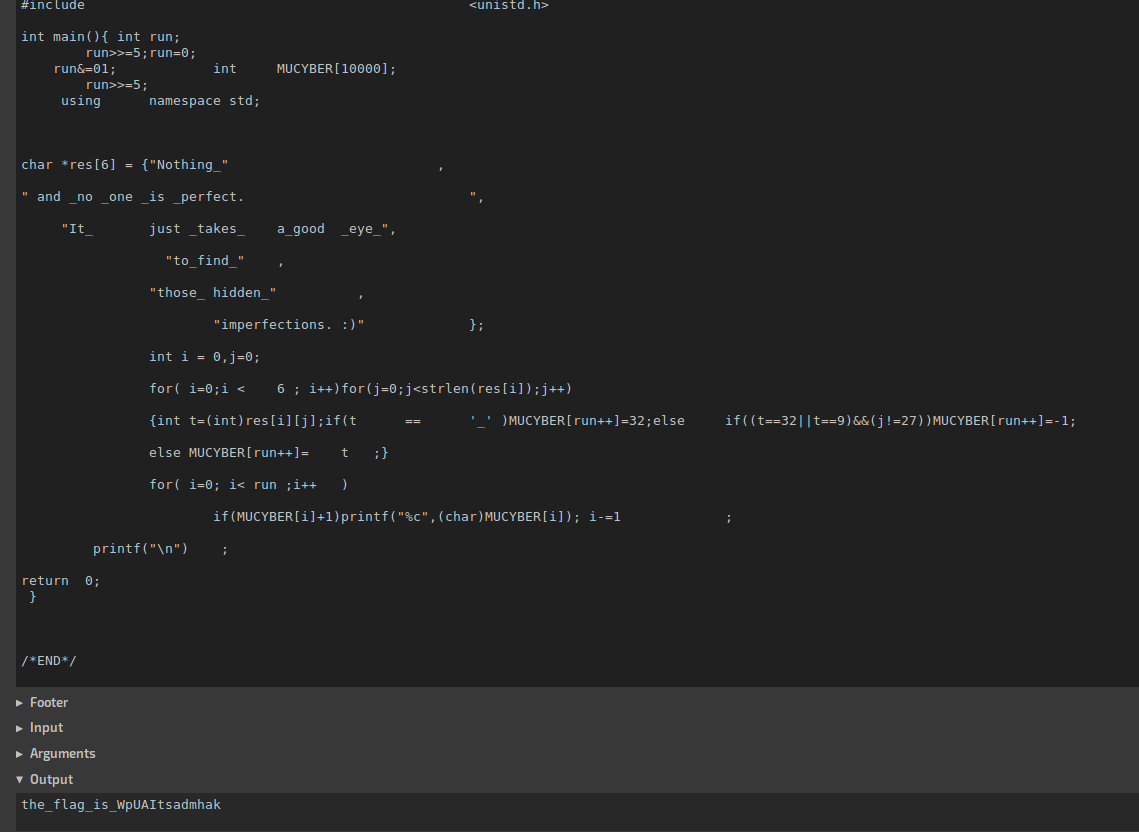 #include                                                <unistd.h>
int main(){ int run;
        run>>=5;run=0;
    run&=01;            int     MUCYBER[10000];
        run>>=5;
     using      namespace std;
char *res[6] = {"Nothing_"                          ,
" and _no _one _is _perfect.                            ",
     "It_       just _takes_    a_good  _eye_",
                  "to_find_"    ,
                "those_ hidden_"          ,
                        "imperfections. :)"             };
                int i = 0,j=0;
                for( i=0;i <    6 ; i++)for(j=0;j<strlen(res[i]);j++)
                {int t=(int)res[i][j];if(t      ==      '_' )MUCYBER[run++]=32;else     if((t==32||t==9)&&(j!=27))MUCYBER[run++]=-1;
                else MUCYBER[run++]=    t   ;}
                for( i=0; i< run ;i++   )
                        if(MUCYBER[i]+1)printf("%c",(char)MUCYBER[i]); i-=1             ;
         printf("\n")    ;
return  0;
 }
/*END*/
▸ Footer
▸ Input
▸ Arguments
▾ Output
the_flag_is_WpUAItsadmhak